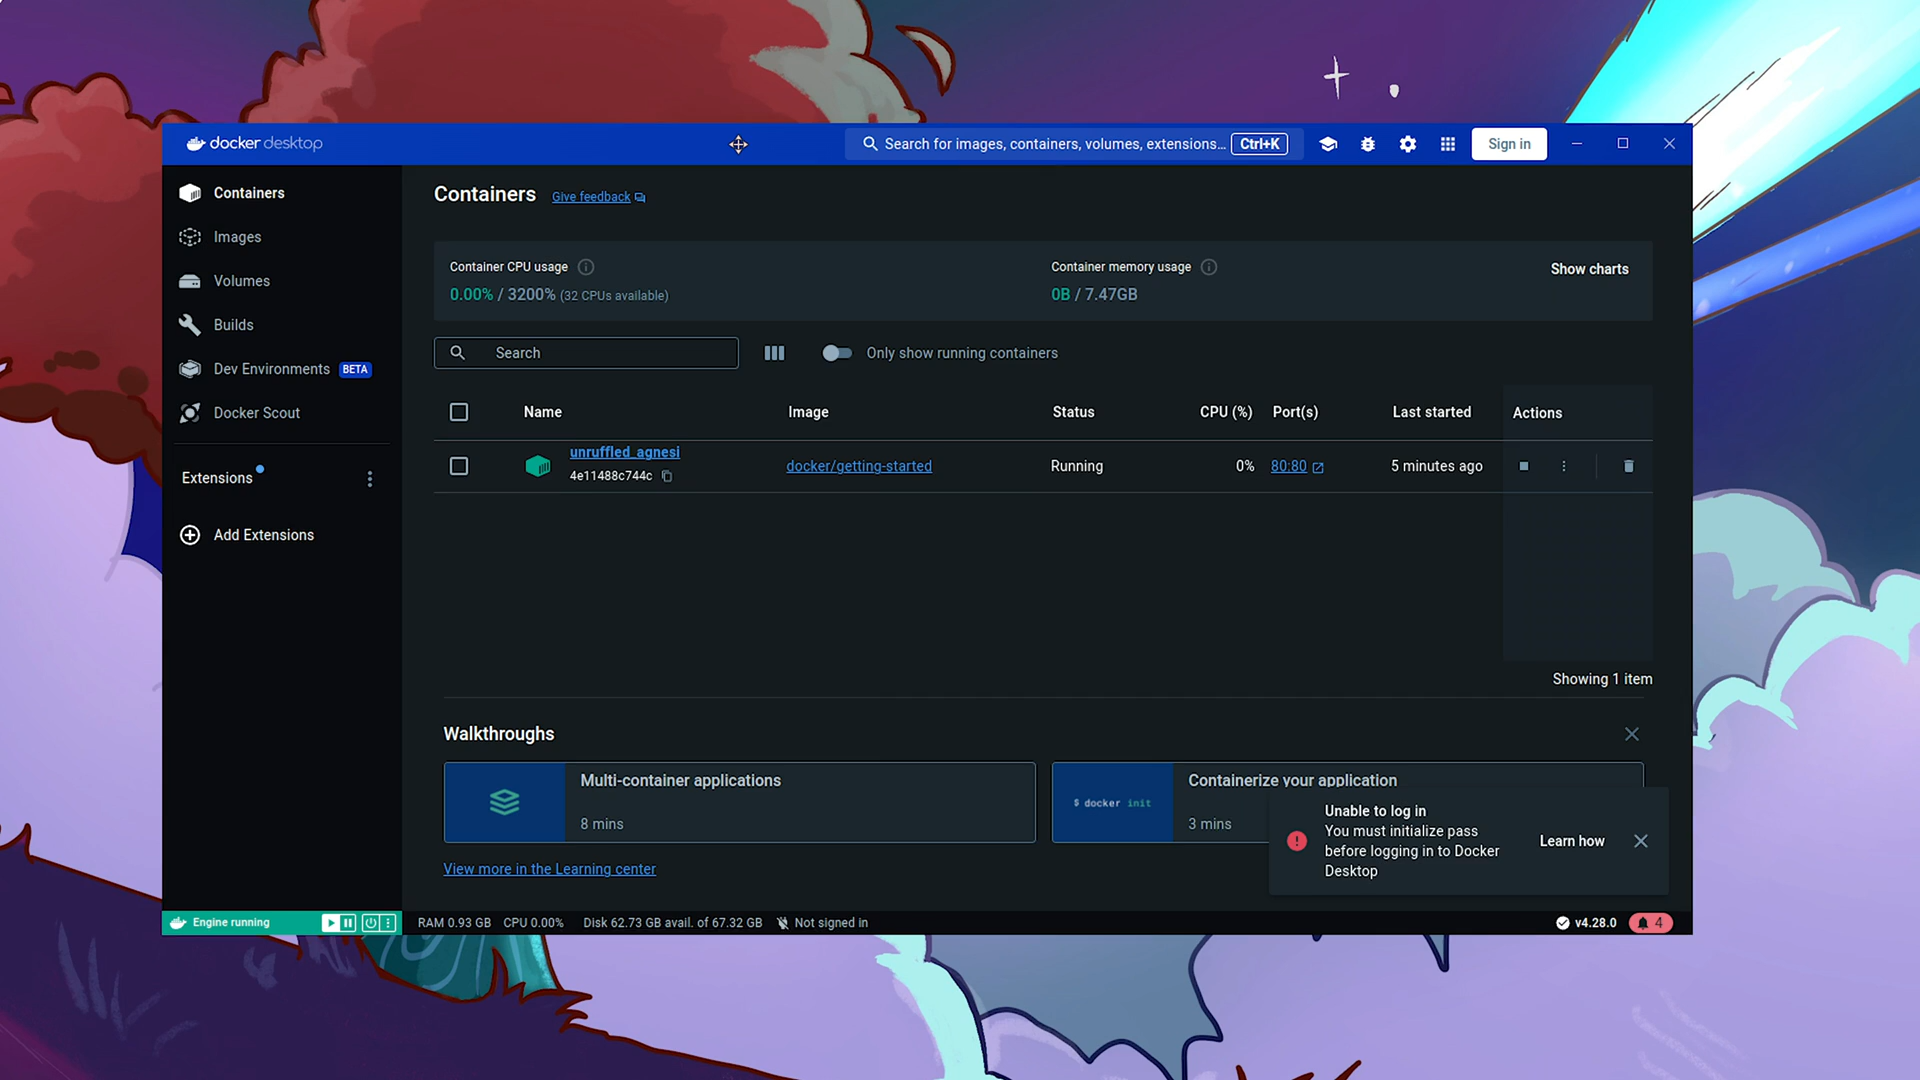 docker desktop
Search for images, containers, volumes, extensions... Ctrl+K
Sign in
Containers
Images
Volumes
Builds
Dev Environments BETA
Docker Scout
Extensions
Add Extensions
Containers Give feedback
Container CPU usage
0.00% / 3200% (32 CPUs available)
Container memory usage
0B / 7.47GB
Show charts
Search
Only show running containers
Name Image Status CPU (%) Port(s) Last started Actions
unruffled_agnesi
4e11488c744c
docker/getting-started Running 0% 80:80 5 minutes ago
Showing 1 item
Walkthroughs
Multi-container applications
8 mins
$ docker init
Containerize your application
3 mins
View more in the Learning center
Unable to log in
You must initialize pass
before logging in to Docker
Desktop
Learn how
Engine running
RAM 0.93 GB CPU 0.00% Disk 62.73 GB avail. of 67.32 GB Not signed in
v4.28.0
4